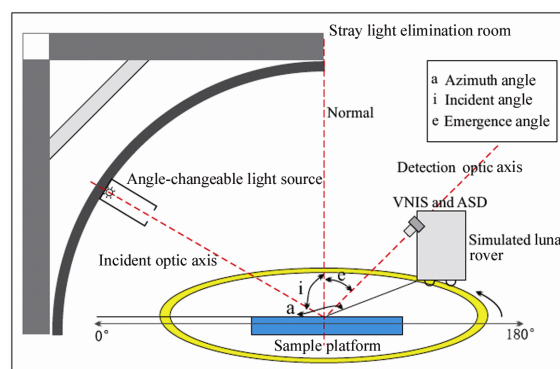 Stray light elimination room
a Azimuth angle
i Incident angle
e Emergence angle
Normal
Detection optic axis
Angle-changeable light source
VNIS and ASD
Simulated luna
rover
Incident optic axis
i
e
a
0°
180°
Sample platform